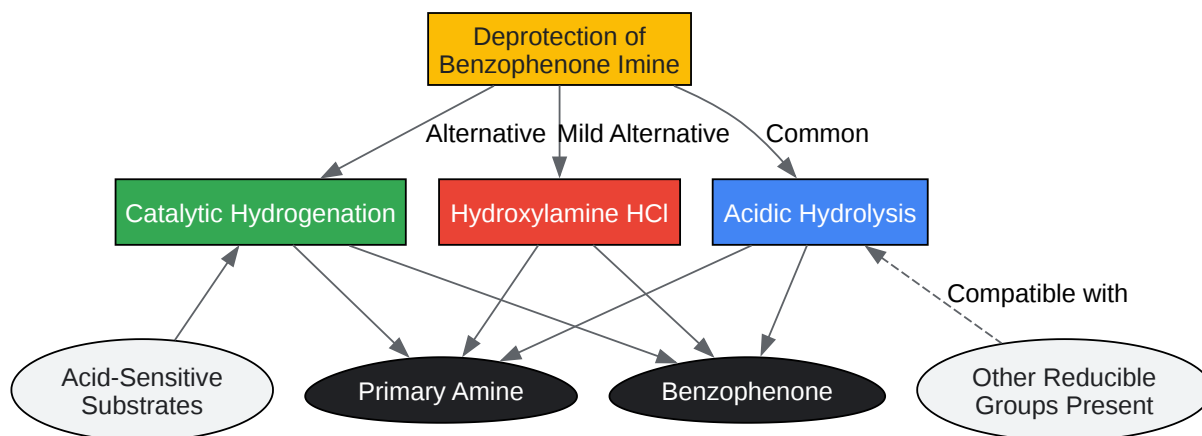 Deprotection of
Benzophenone Imine
Alternative
Mild Alternative
Common
Catalytic Hydrogenation
Hydroxylamine HCl
Acidic Hydrolysis
Compatible with
Acid-Sensitive
Substrates
Primary Amine
Benzophenone
Other Reducible
Groups Present